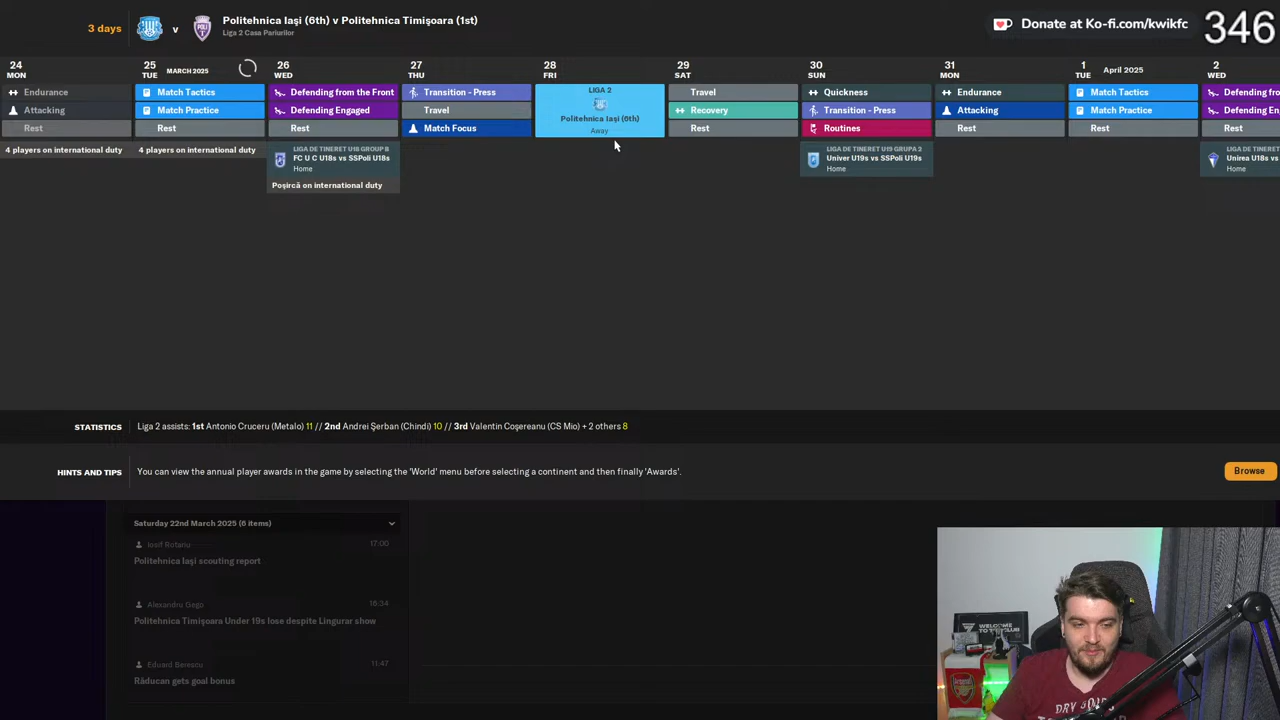 3 days
Politehnica Iaşi (6th) v Politehnica Timişoara (1st)
Liga 2 Casa Pariurilor
v
Donate at Ko-fi.com/kwikfc
346
24 MON
25 TUE
MARCH 2025
26 WED
27 THU
28 FRI
29 SAT
30 SUN
31 MON
1 TUE
April 2025
2 WED
Endurance
Attacking
Rest
4 players on international duty
Match Tactics
Match Practice
Rest
4 players on international duty
Defending from the Front
Defending Engaged
Rest
LIGA DE TINERET U18 GROUP B
FC U C U18s vs SSPoli U18s
Home
Poşircă on international duty
Transition - Press
Travel
Match Focus
LIGA 2
Politehnica Iaşi (6th)
Away
Travel
Recovery
Rest
Quickness
Transition - Press
Routines
LIGA DE TINERET U19 GRUPA 2
Univer U19s vs SSPoli U19s
Home
Endurance
Attacking
Rest
Match Tactics
Match Practice
Rest
Defending fro
Defending En
Rest
LIGA DE TINERET
Unirea U18s v
Home
STATISTICS
Liga 2 assists: 1st Antonio Cruceru (Metalo) 11 // 2nd Andrei Şerban (Chindi) 10 // 3rd Valentin Coşereanu (CS Mio) + 2 others 8
HINTS AND TIPS
You can view the annual player awards in the game by selecting the 'World' menu before selecting a continent and then finally 'Awards'.
Browse
Saturday 22nd March 2025 (6 items)
Iosif Rotariu 17:00
Politehnica Iaşi scouting report
Alexandru Gego 16:34
Politehnica Timişoara Under 19s lose despite Lingurar show
Eduard Berescu 11:47
Răducan gets goal bonus
WELCOME
TO THE CLUB
Arsenal
DRY